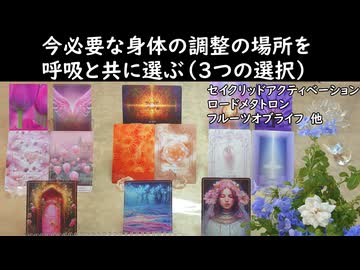 今必要な身体の調整の場所を
呼吸と共に選ぶ（３つの選択）
セイクリッドアクティベーション
ロードメタトロン
フルーツオブライフ 他